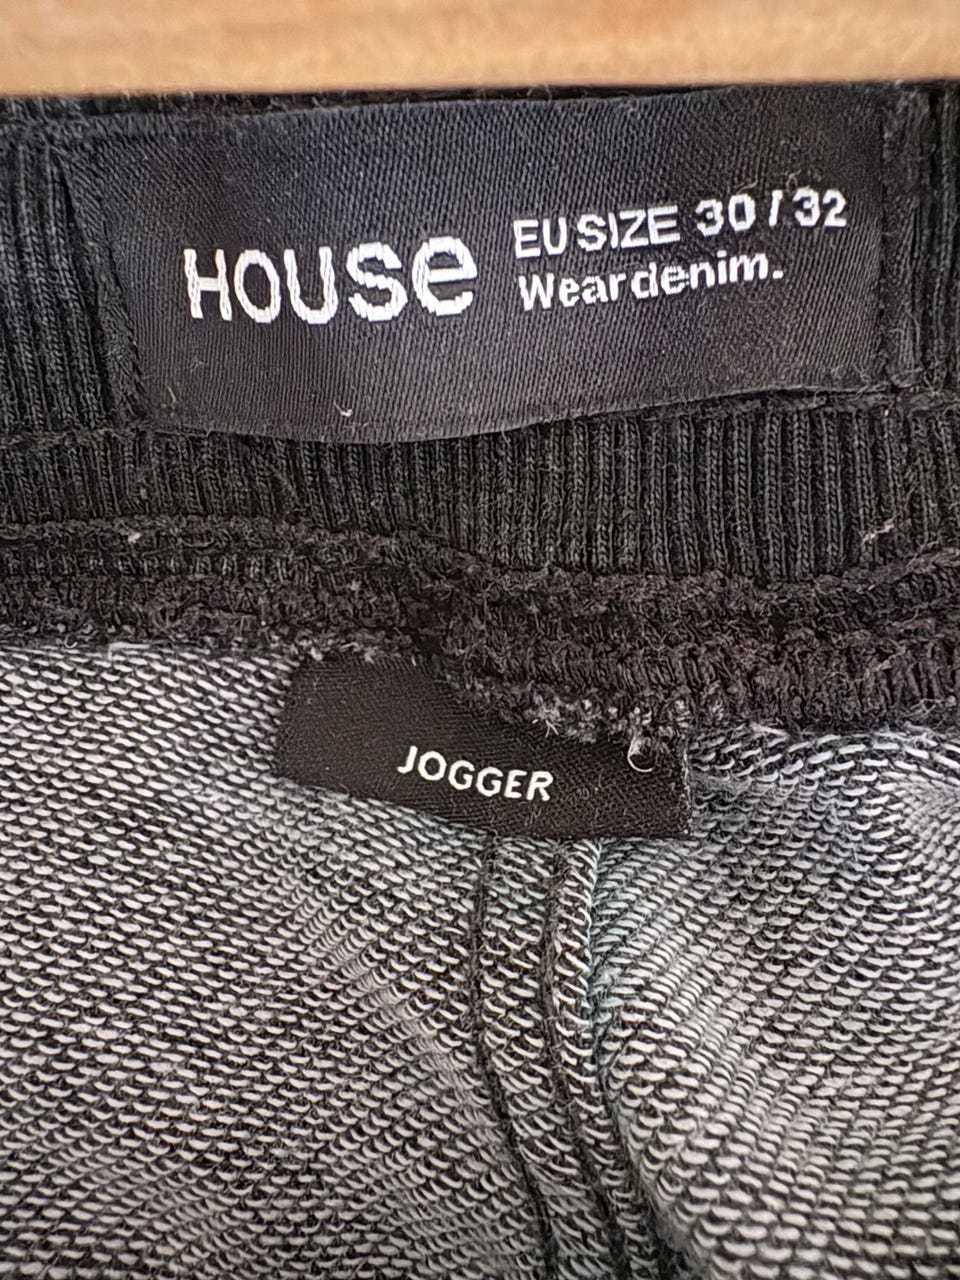 House
EU SIZE 30/32
Wear denim.
JOGGER